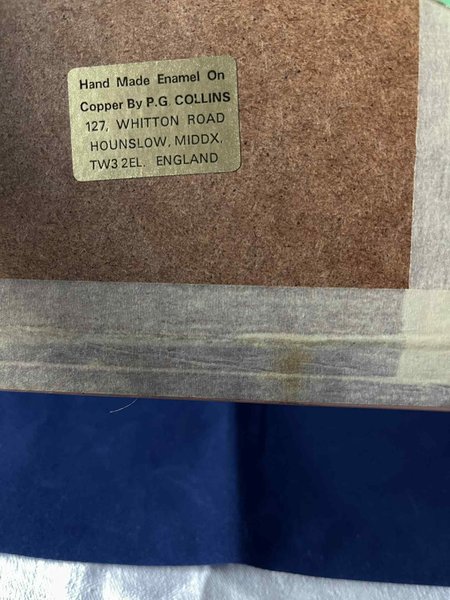 Hand Made Enamel On
Copper By P.G. COLLINS
127, WHITTON ROAD
HOUNSLOW, MIDDX,
TW3 2EL. ENGLAND